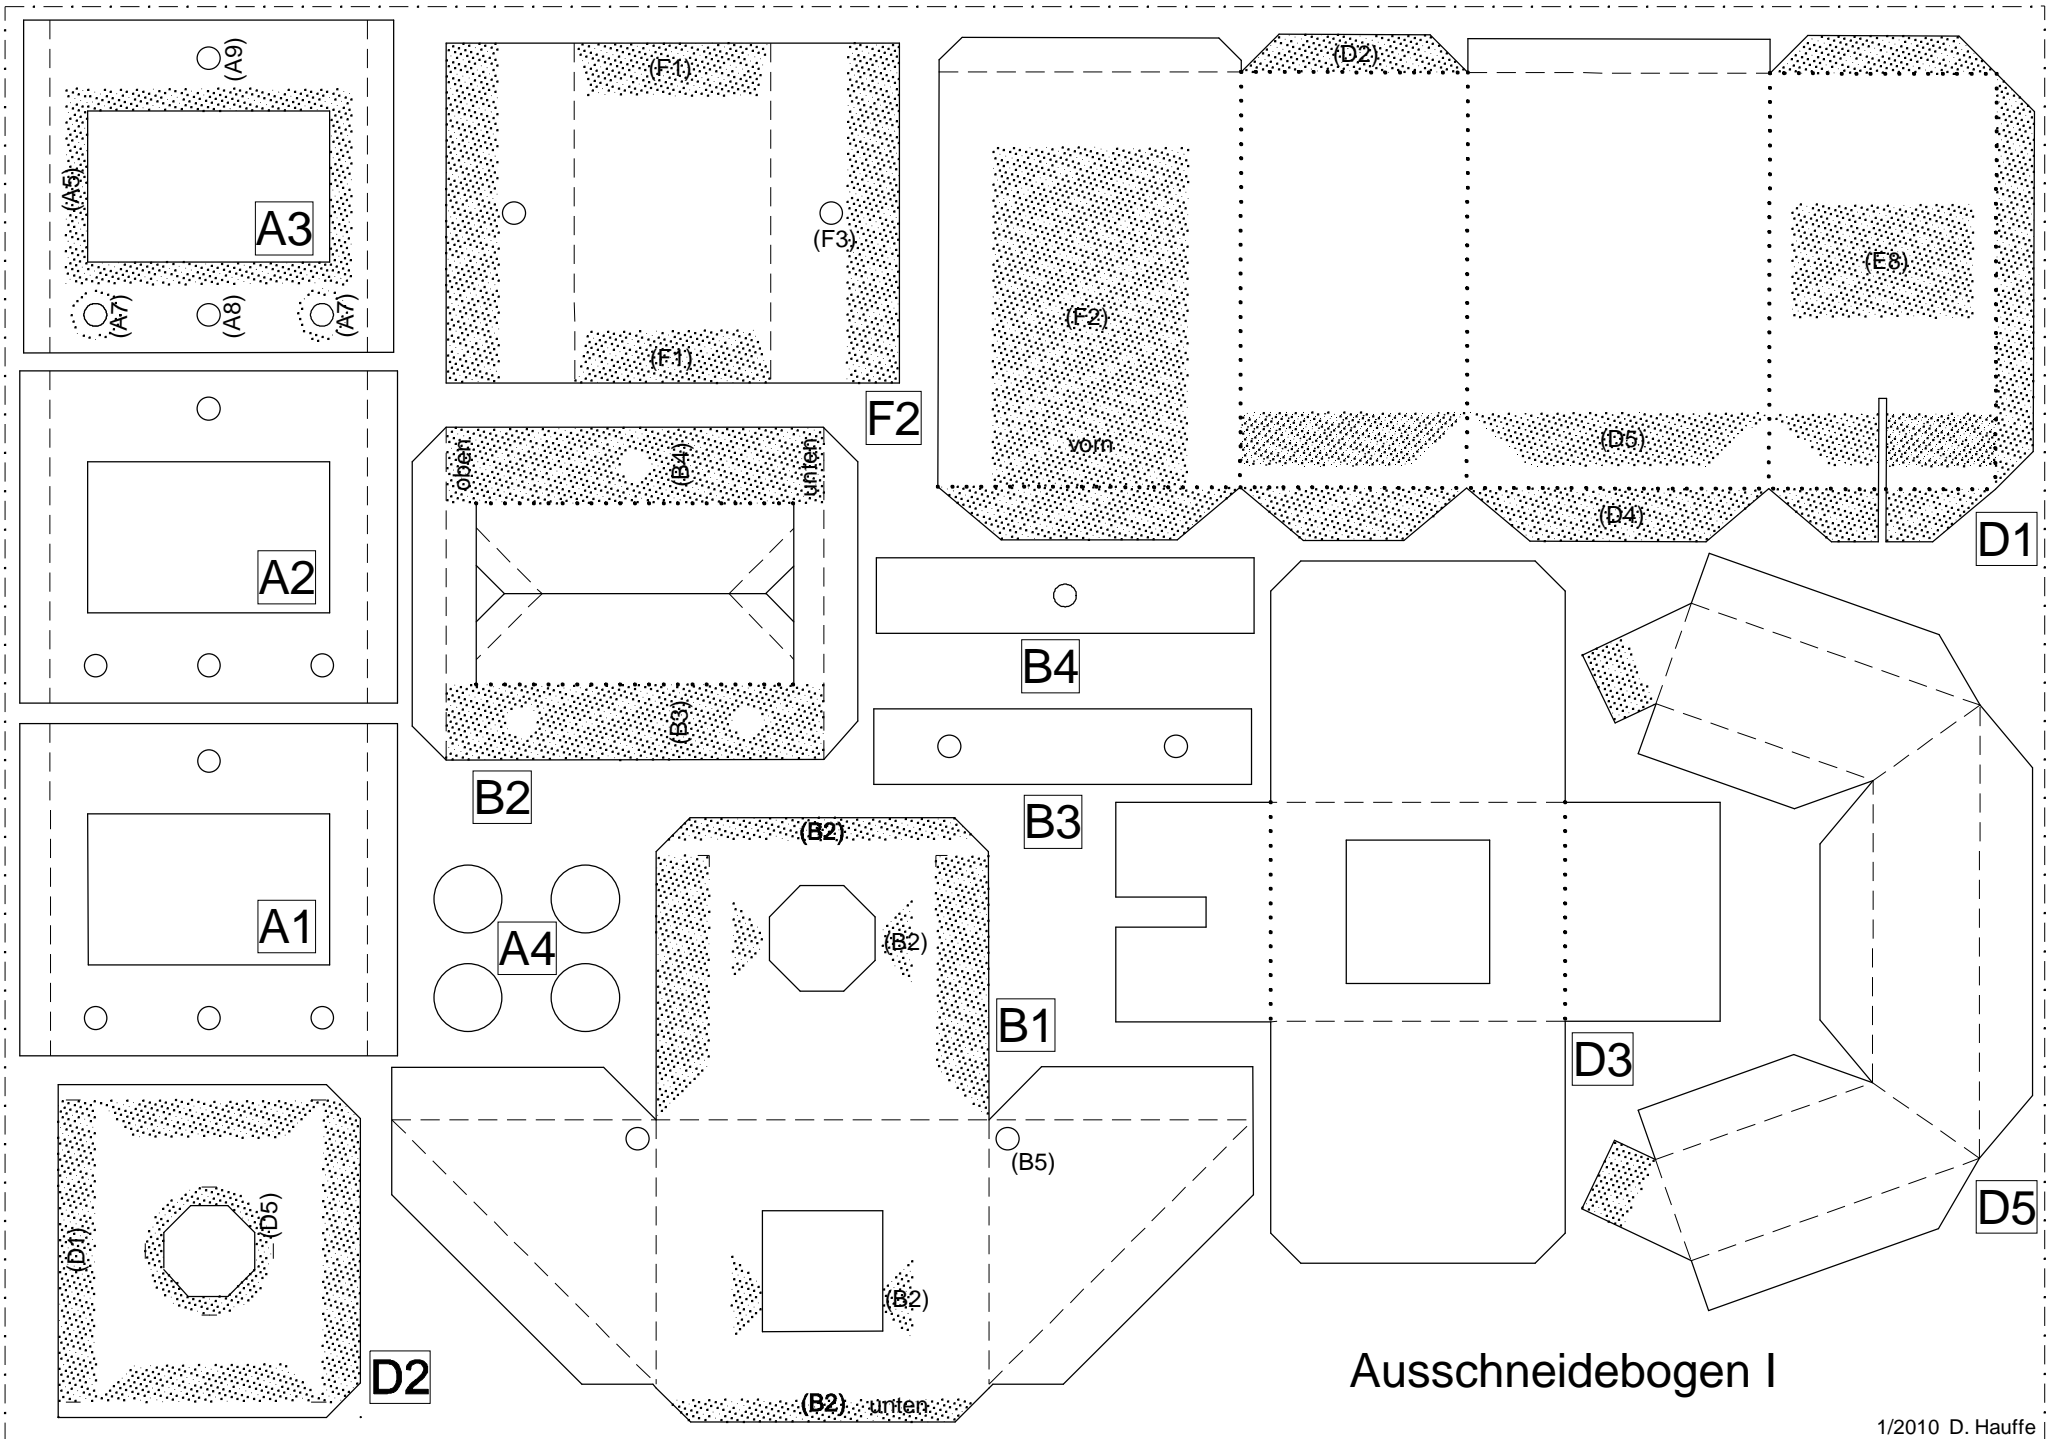 (A9)
(A5)
A3
(A7)
(A8)
(A7)
(F1)
(F3)
(F1)
F2
(D2)
(F2)
vorn
(E8)
(D5)
(D4)
D1
A2
oben
(B4)
unten
(B3)
B2
B4
B3
A1
A4
(B2)
(B2)
B1
(B5)
(B2)
(B2) unten
D3
D5
(D1)
(D5)
D2
Ausschneidebogen I
1/2010 D. Hauffe